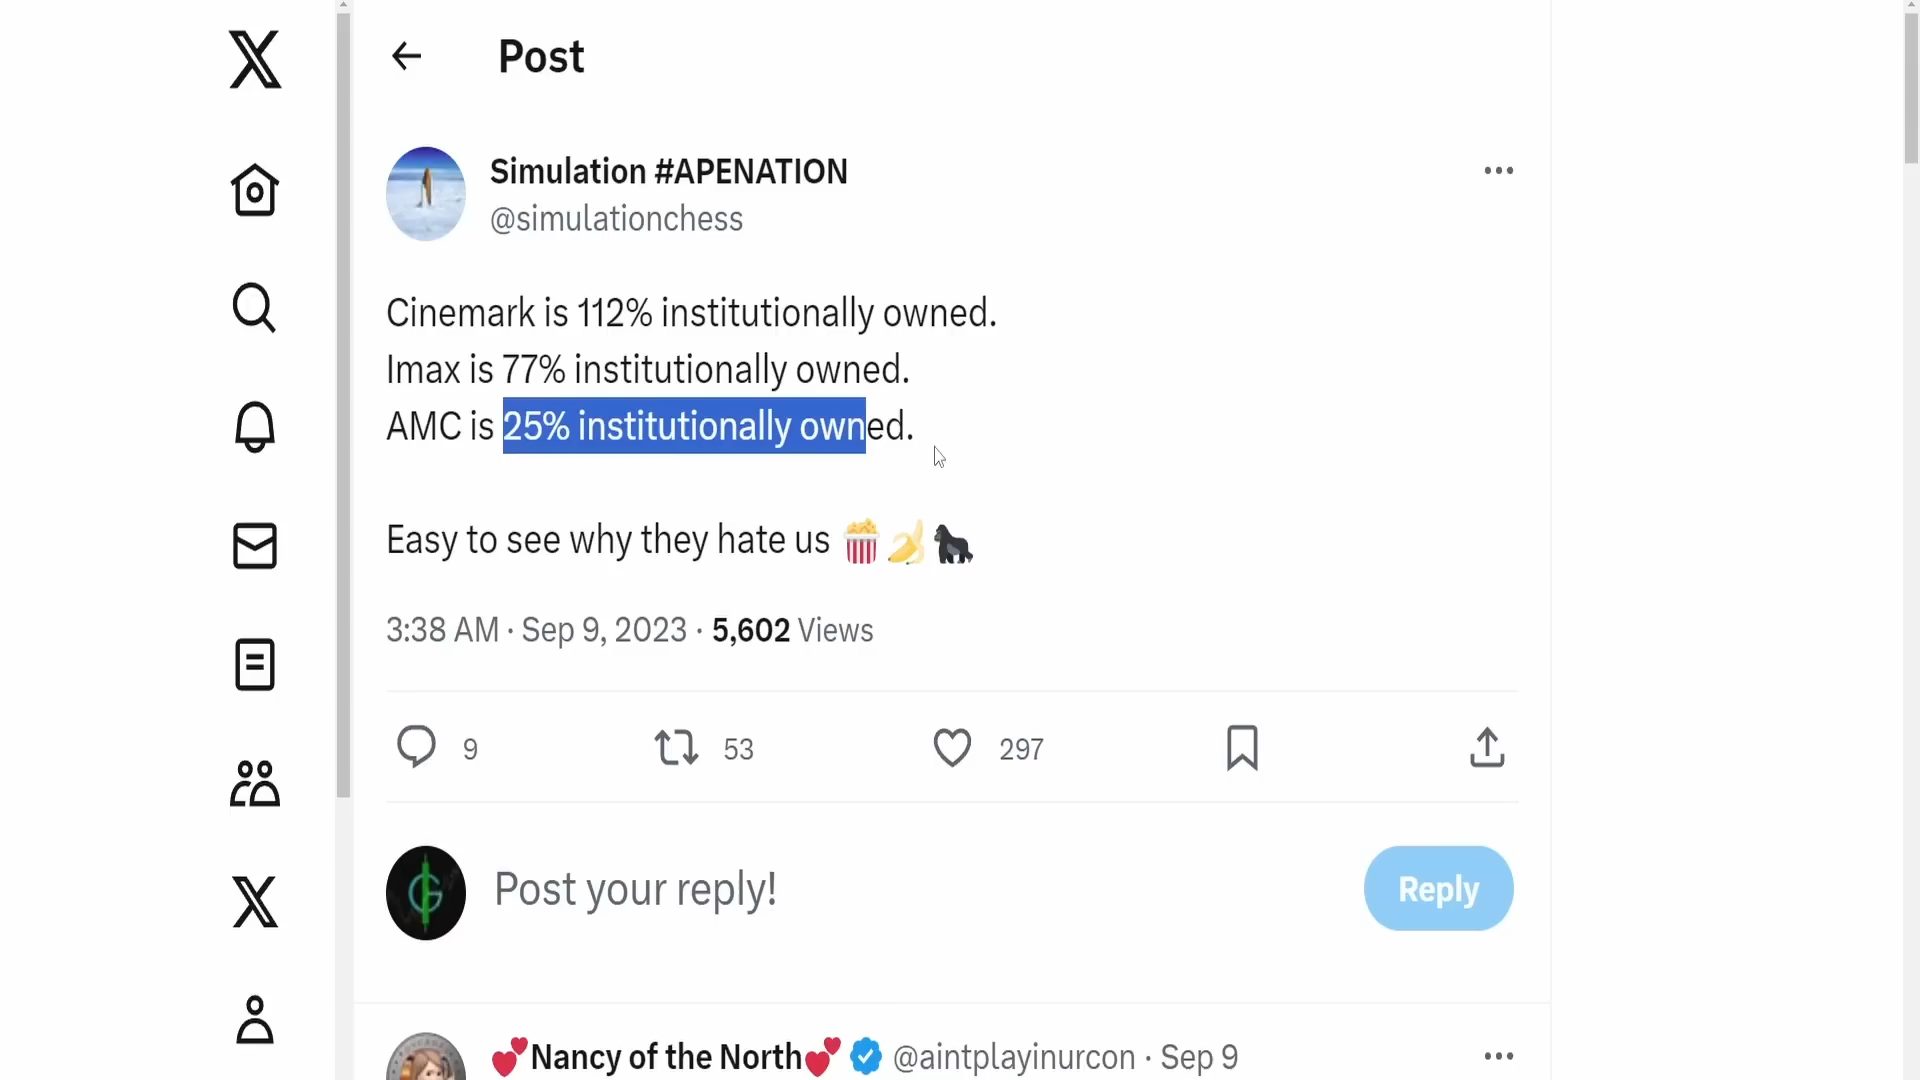 Post
Simulation #APENATION
@simulationchess
Cinemark is 112% institutionally owned.
Imax is 77% institutionally owned.
AMC is 25% institutionally owned.
Easy to see why they hate us 🍿🍌🦍
3:38 AM · Sep 9, 2023 · 5,602 Views
9 53 297
Post your reply!
Reply
💕Nancy of the North💕 @aintplayinurcon · Sep 9